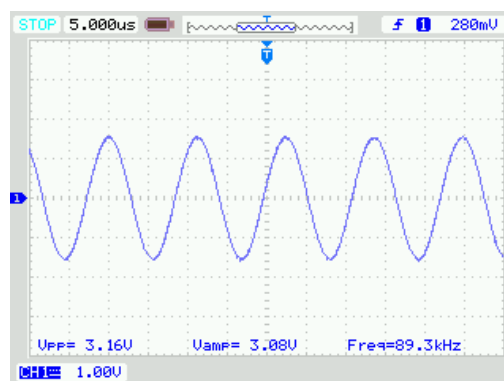 STOP 5.000us T 1 280mV
T
1
Vpp= 3.16V Vamp= 3.08V Freq=89.3kHz
CH1 1.00V